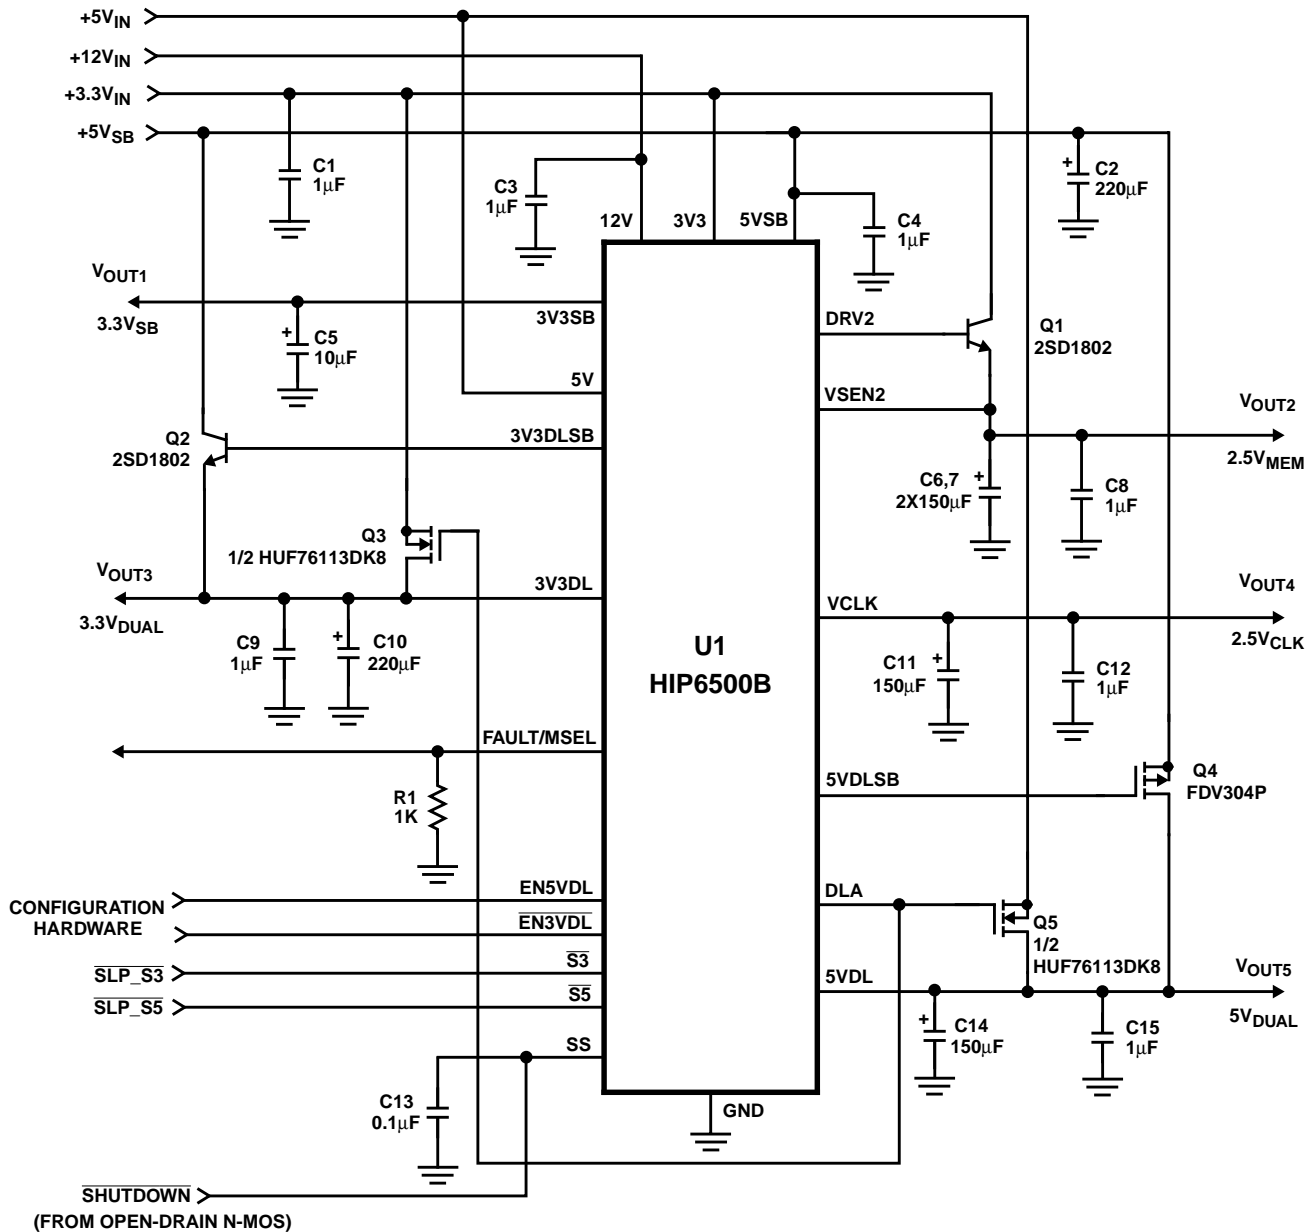 +5VIN
+12VIN
+3.3VIN
+5VSB
C1
1µF
C3
1µF
C2
220µF
C4
1µF
12V
3V3
5VSB
VOUT1
3.3VSB
C5
10µF
3V3SB
DRV2
Q1
2SD1802
5V
VSEN2
VOUT2
2.5VMEM
Q2
2SD1802
3V3DLSB
C6,7
2X150µF
C8
1µF
Q3
1/2 HUF76113DK8
VOUT3
3.3VDUAL
3V3DL
VCLK
VOUT4
2.5VCLK
C9
1µF
C10
220µF
U1
HIP6500B
C11
150µF
C12
1µF
FAULT/MSEL
R1
1K
5VDLSB
Q4
FDV304P
CONFIGURATION
HARDWARE
EN5VDL
EN3VDL
DLA
Q5
1/2
HUF76113DK8
SLP_S3
S3
SLP_S5
S5
5VDL
VOUT5
5VDUAL
SS
C14
150µF
C15
1µF
C13
0.1µF
GND
SHUTDOWN
(FROM OPEN-DRAIN N-MOS)